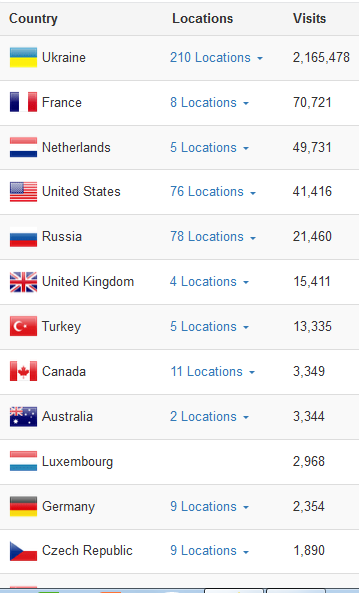 Country Locations Visits
Ukraine 210 Locations 2,165,478
France 8 Locations 70,721
Netherlands 5 Locations 49,731
United States 76 Locations 41,416
Russia 78 Locations 21,460
United Kingdom 4 Locations 15,411
Turkey 5 Locations 13,335
Canada 11 Locations 3,349
Australia 2 Locations 3,344
Luxembourg 2,968
Germany 9 Locations 2,354
Czech Republic 9 Locations 1,890